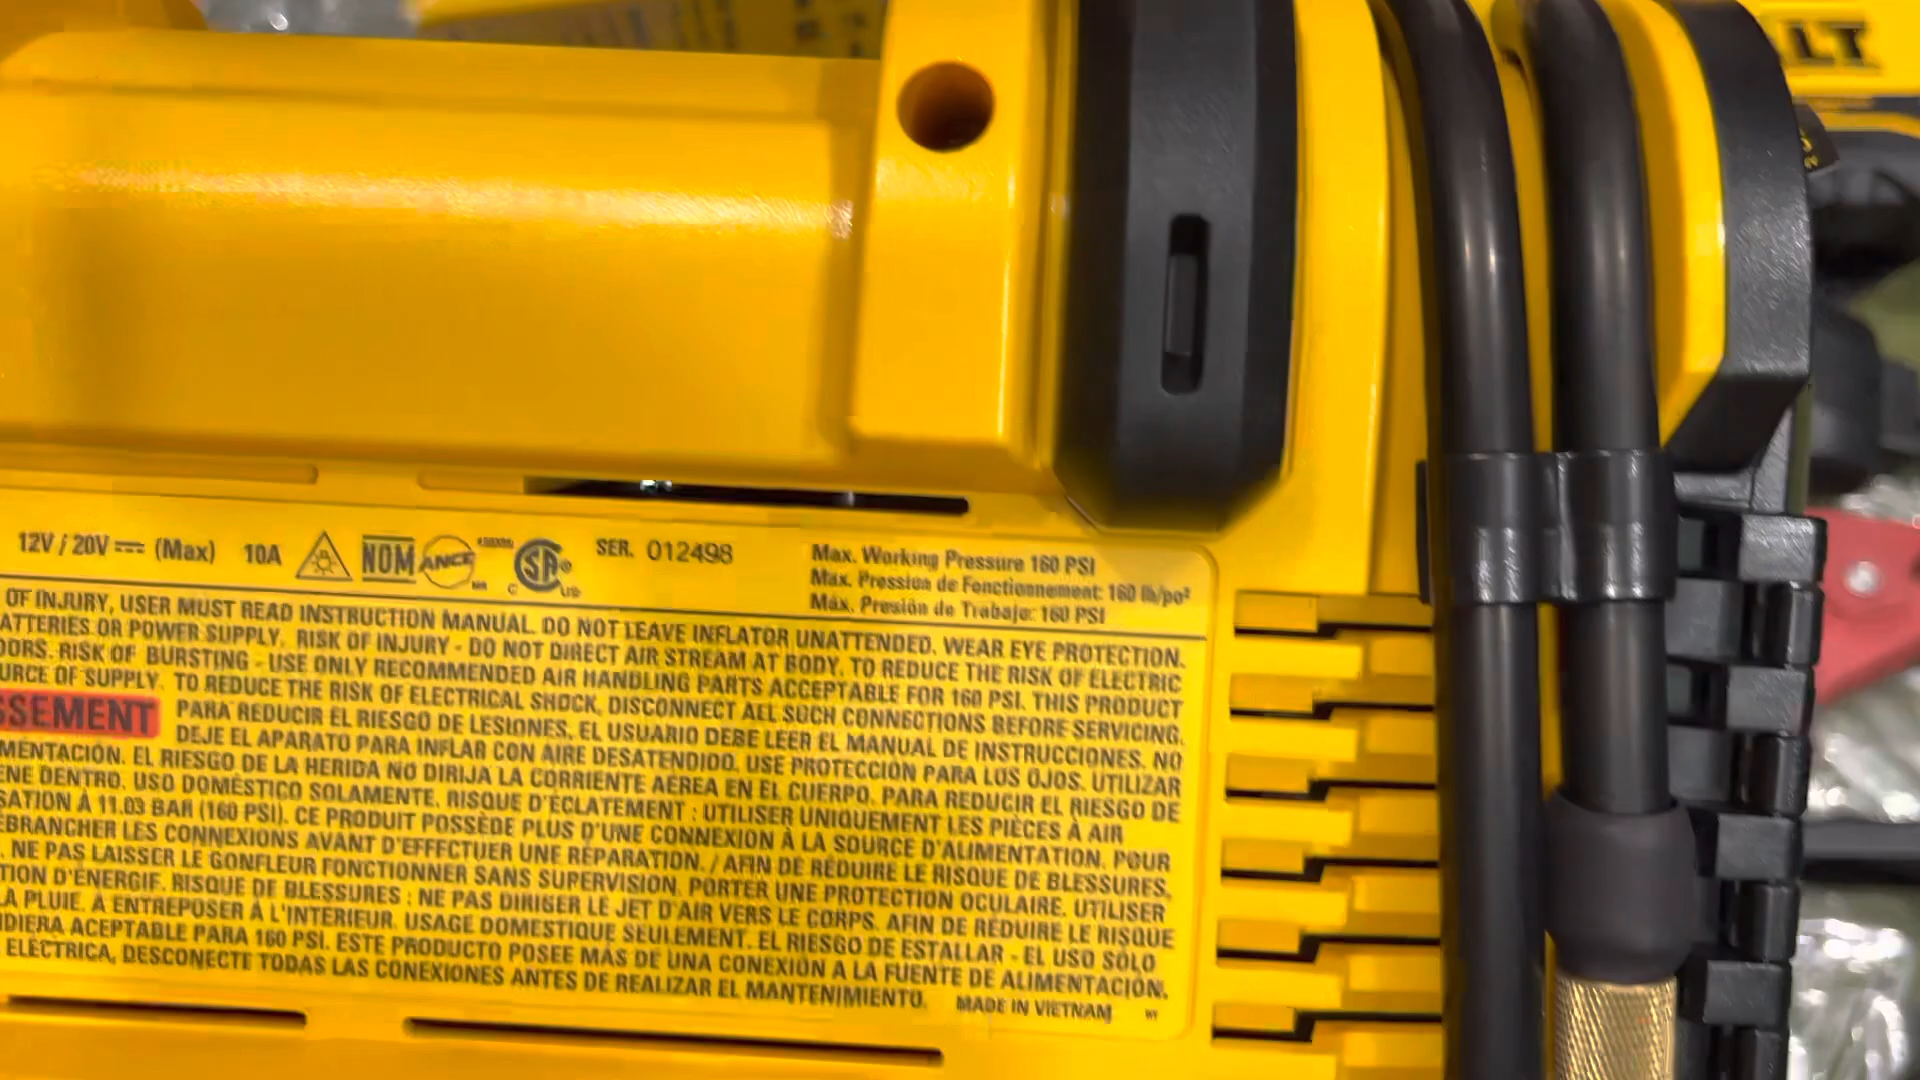 LT
12V / 20V (Max) 10A NOM ANCE SA C US SER. 012498
Max. Working Pressure 160 PSI
Max. Pression de Fonctionnement: 160 lb/po²
Máx. Presión de Trabajo: 160 PSI
OF INJURY, USER MUST READ INSTRUCTION MANUAL. DO NOT LEAVE INFLATOR UNATTENDED. WEAR EYE PROTECTION.
ATTERIES OR POWER SUPPLY. RISK OF INJURY - DO NOT DIRECT AIR STREAM AT BODY. TO REDUCE THE RISK OF ELECTRIC
OORS. RISK OF BURSTING - USE ONLY RECOMMENDED AIR HANDLING PARTS ACCEPTABLE FOR 160 PSI. THIS PRODUCT
URCE OF SUPPLY. TO REDUCE THE RISK OF ELECTRICAL SHOCK, DISCONNECT ALL SUCH CONNECTIONS BEFORE SERVICING.
SSEMENT PARA REDUCIR EL RIESGO DE LESIONES, EL USUARIO DEBE LEER EL MANUAL DE INSTRUCCIONES. NO
DEJE EL APARATO PARA INFLAR CON AIRE DESATENDIDO. USE PROTECCIÓN PARA LOS OJOS. UTILIZAR
MENTACIÓN. EL RIESGO DE LA HERIDA NO DIRIJA LA CORRIENTE AEREA EN EL CUERPO. PARA REDUCIR EL RIESGO DE
ENE DENTRO. USO DOMÉSTICO SOLAMENTE. RISQUE D'ÉCLATEMENT : UTILISER UNIQUEMENT LES PIÈCES À AIR
SATION À 11.03 BAR (160 PSI). CE PRODUIT POSSÈDE PLUS D'UNE CONNEXION À LA SOURCE D'ALIMENTATION. POUR
ÉBRANCHER LES CONNEXIONS AVANT D'EFFECTUER UNE RÉPARATION. / AFIN DE RÉDUIRE LE RISQUE DE BLESSURES,
. NE PAS LAISSER LE GONFLEUR FONCTIONNER SANS SUPERVISION. PORTER UNE PROTECTION OCULAIRE. UTILISER
TION D'ÉNERGIE. RISQUE DE BLESSURES : NE PAS DIRIGER LE JET D'AIR VERS LE CORPS. AFIN DE RÉDUIRE LE RISQUE
LA PLUIE. À ENTREPOSER À L'INTÉRIEUR. USAGE DOMESTIQUE SEULEMENT. EL RIESGO DE ESTALLAR - EL USO SÓLO
IDIERA ACEPTABLE PARA 160 PSI. ESTE PRODUCTO POSEE MÁS DE UNA CONEXIÓN A LA FUENTE DE ALIMENTACIÓN.
ELÉCTRICA, DESCONECTE TODAS LAS CONEXIONES ANTES DE REALIZAR EL MANTENIMIENTO. MADE IN VIETNAM